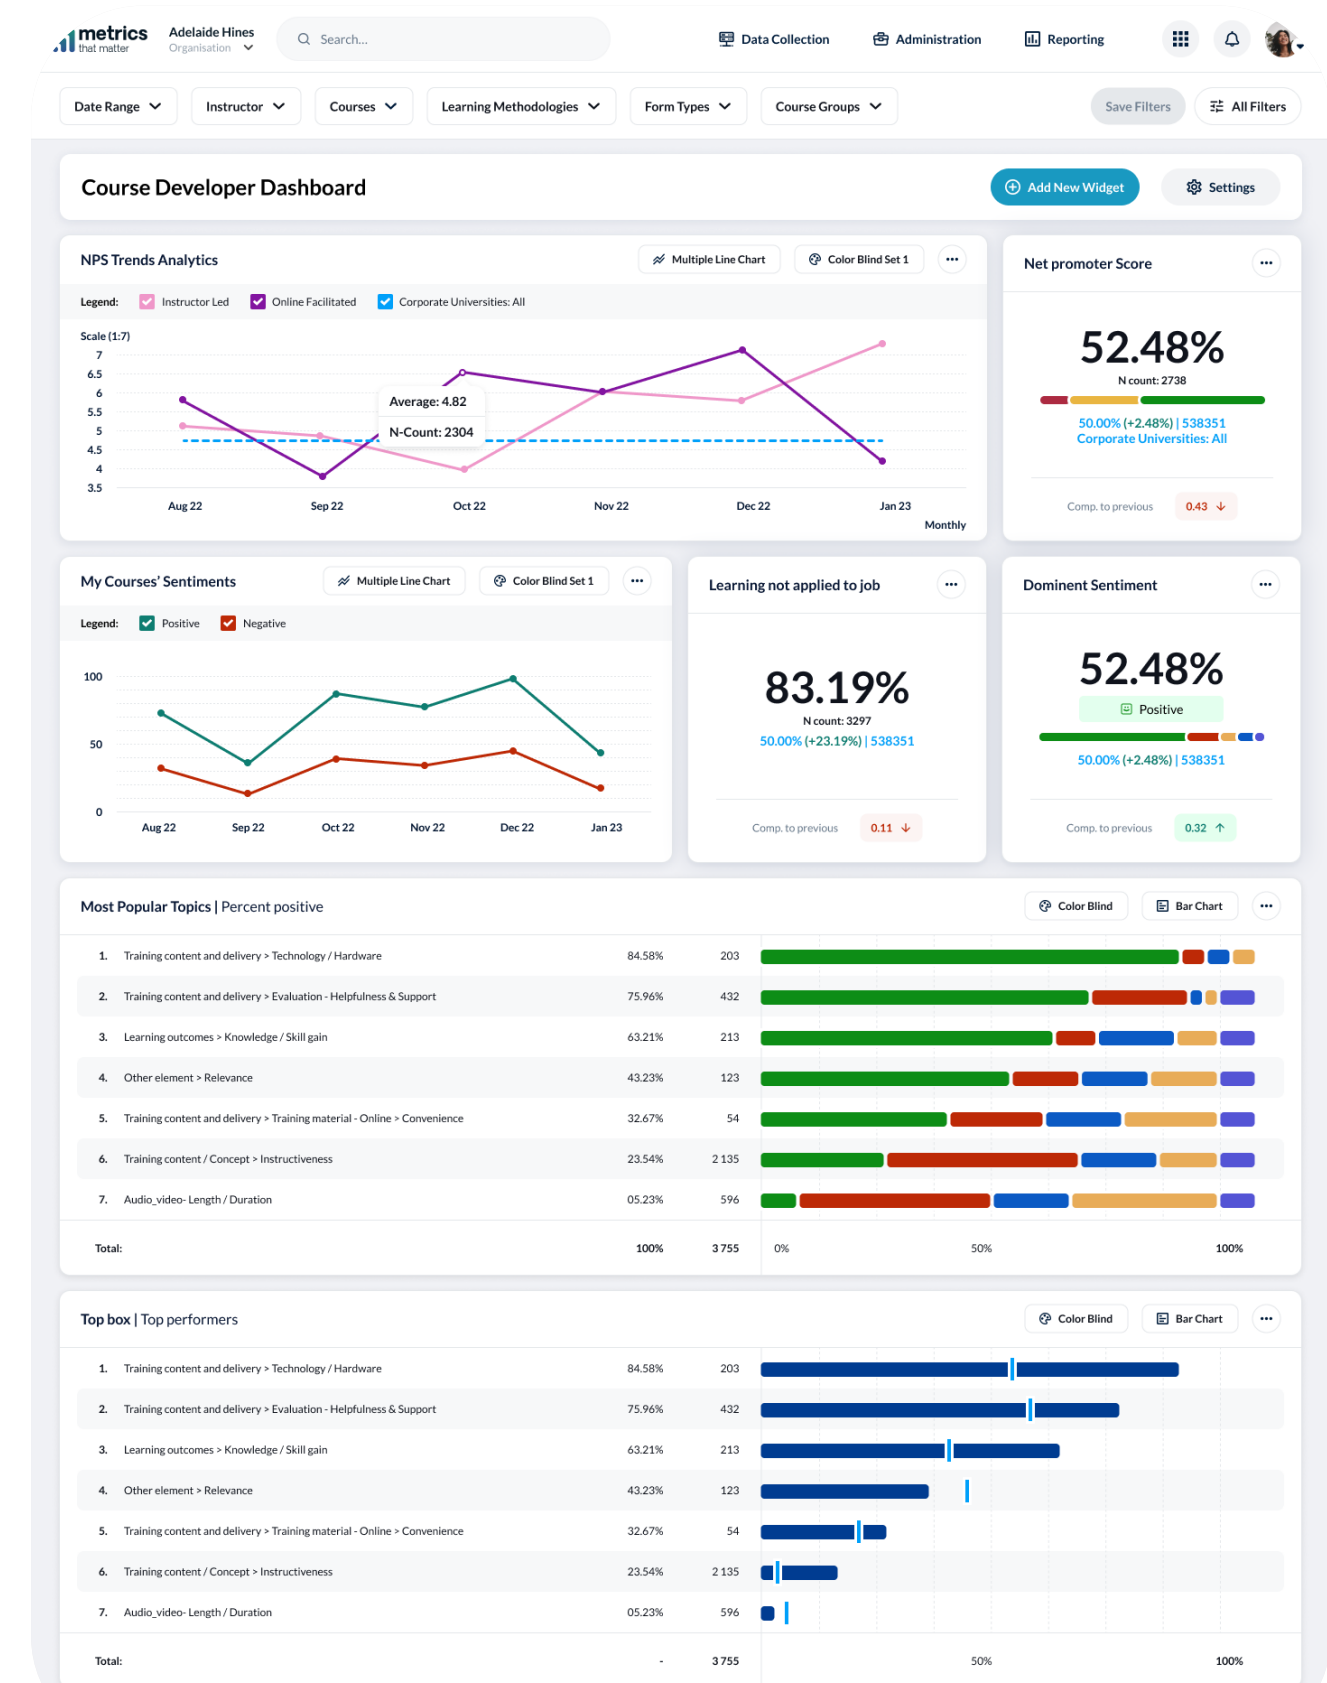 metrics
that matter
Adelaide Hines
Organisation
Search...
Data Collection
Administration
Reporting
Date Range
Instructor
Courses
Learning Methodologies
Form Types
Course Groups
Save Filters
All Filters
Course Developer Dashboard
Add New Widget
Settings
NPS Trends Analytics
Multiple Line Chart
Color Blind Set 1
Legend:
Instructor Led
Online Facilitated
Corporate Universities: All
Scale (1:7)
7
6.5
6
5.5
5
4.5
4
3.5
Average: 4.82
N-Count: 2304
Aug 22
Sep 22
Oct 22
Nov 22
Dec 22
Jan 23
Monthly
Net promoter Score
52.48%
N count: 2738
50.00% (+2.48%) | 538351
Corporate Universities: All
Comp. to previous
0.43
My Courses’ Sentiments
Multiple Line Chart
Color Blind Set 1
Legend:
Positive
Negative
100
50
0
Aug 22
Sep 22
Oct 22
Nov 22
Dec 22
Jan 23
Learning not applied to job
83.19%
N count: 3297
50.00% (+23.19%) | 538351
Comp. to previous
0.11
Dominent Sentiment
52.48%
Positive
50.00% (+2.48%) | 538351
Comp. to previous
0.32
Most Popular Topics | Percent positive
Color Blind
Bar Chart
1. Training content and delivery > Technology / Hardware 84.58% 203
2. Training content and delivery > Evaluation - Helpfulness & Support 75.96% 432
3. Learning outcomes > Knowledge / Skill gain 63.21% 213
4. Other element > Relevance 43.23% 123
5. Training content and delivery > Training material - Online > Convenience 32.67% 54
6. Training content / Concept > Instructiveness 23.54% 2 135
7. Audio_video- Length / Duration 05.23% 596
Total: 100% 3 755 0% 50% 100%
Top box | Top performers
Color Blind
Bar Chart
1. Training content and delivery > Technology / Hardware 84.58% 203
2. Training content and delivery > Evaluation - Helpfulness & Support 75.96% 432
3. Learning outcomes > Knowledge / Skill gain 63.21% 213
4. Other element > Relevance 43.23% 123
5. Training content and delivery > Training material - Online > Convenience 32.67% 54
6. Training content / Concept > Instructiveness 23.54% 2 135
7. Audio_video- Length / Duration 05.23% 596
Total: - 3 755 50% 100%